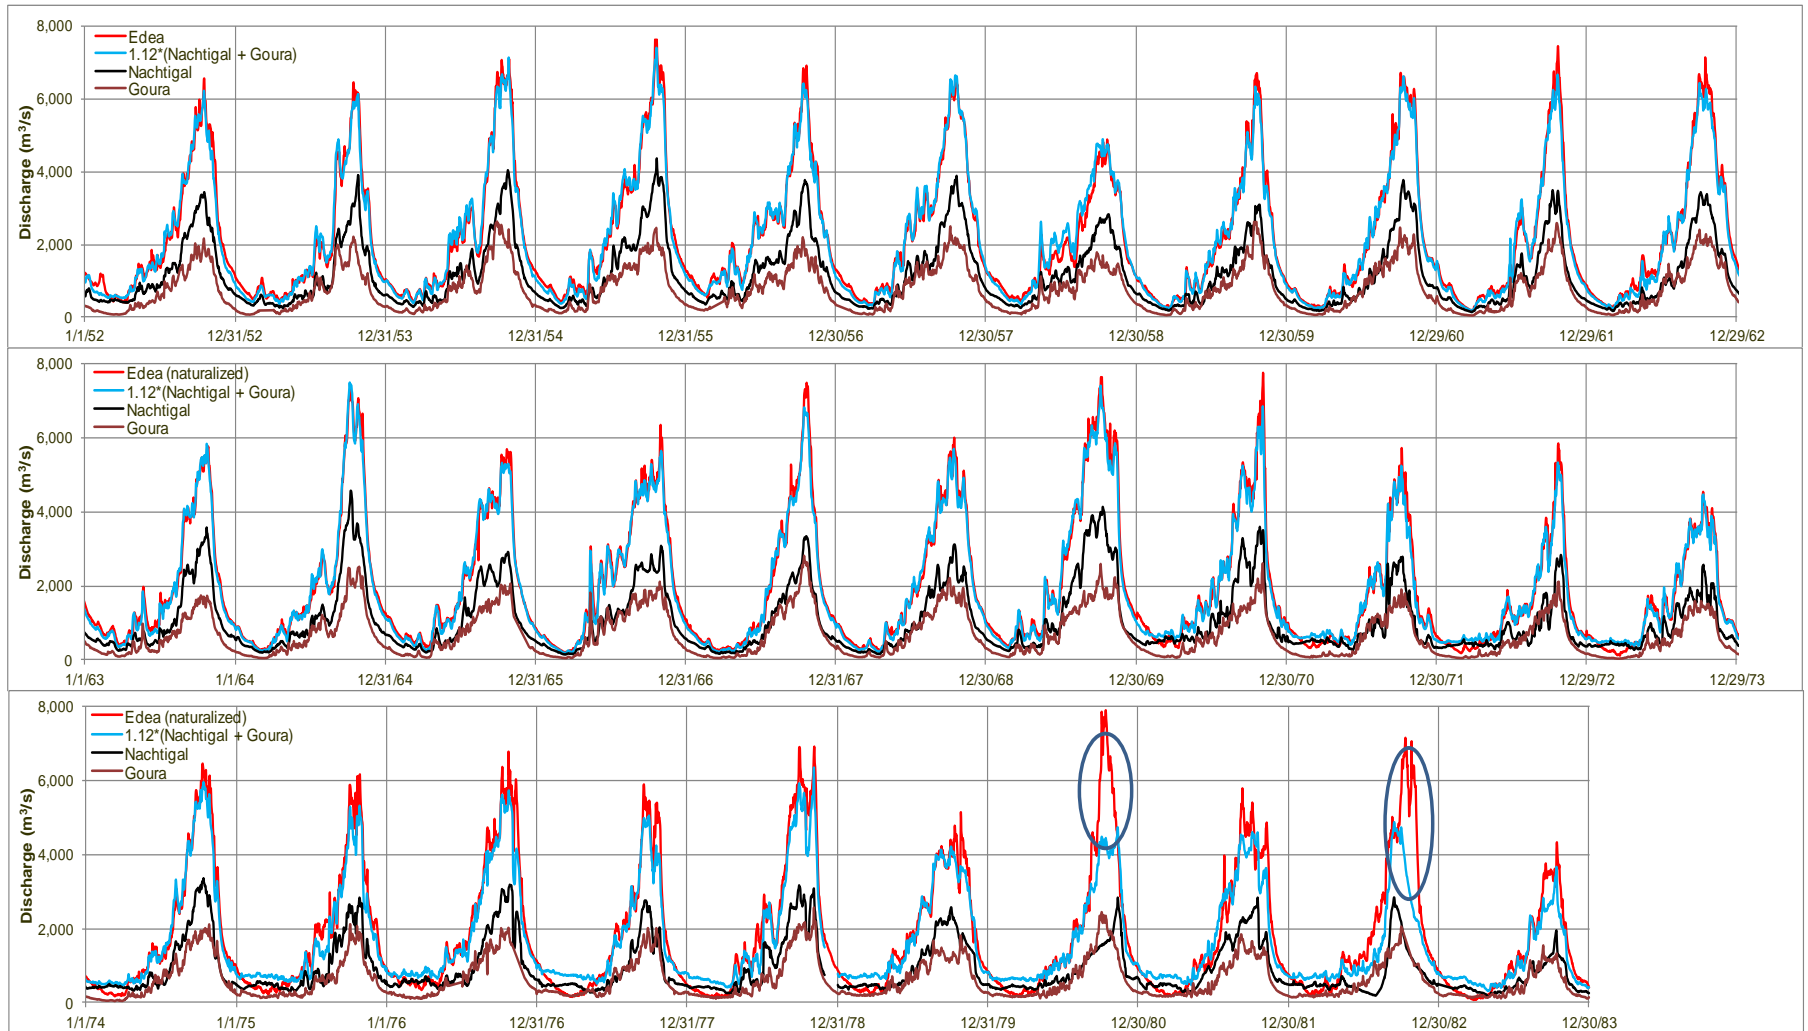 8,000
Edea
1.12*(Nachtigal + Goura)
Nachtigal
Goura
6,000
4,000
2,000
0
Discharge (m³/s)
1/1/52 12/31/52 12/31/53 12/31/54 12/31/55 12/30/56 12/30/57 12/30/58 12/30/59 12/29/60 12/29/61 12/29/62
8,000
Edea (naturalized)
1.12*(Nachtigal + Goura)
Nachtigal
Goura
6,000
4,000
2,000
0
Discharge (m³/s)
1/1/63 1/1/64 12/31/64 12/31/65 12/31/66 12/31/67 12/30/68 12/30/69 12/30/70 12/30/71 12/29/72 12/29/73
8,000
Edea (naturalized)
1.12*(Nachtigal + Goura)
Nachtigal
Goura
6,000
4,000
2,000
0
Discharge (m³/s)
1/1/74 1/1/75 1/1/76 12/31/76 12/31/77 12/31/78 12/31/79 12/30/80 12/30/81 12/30/82 12/30/83